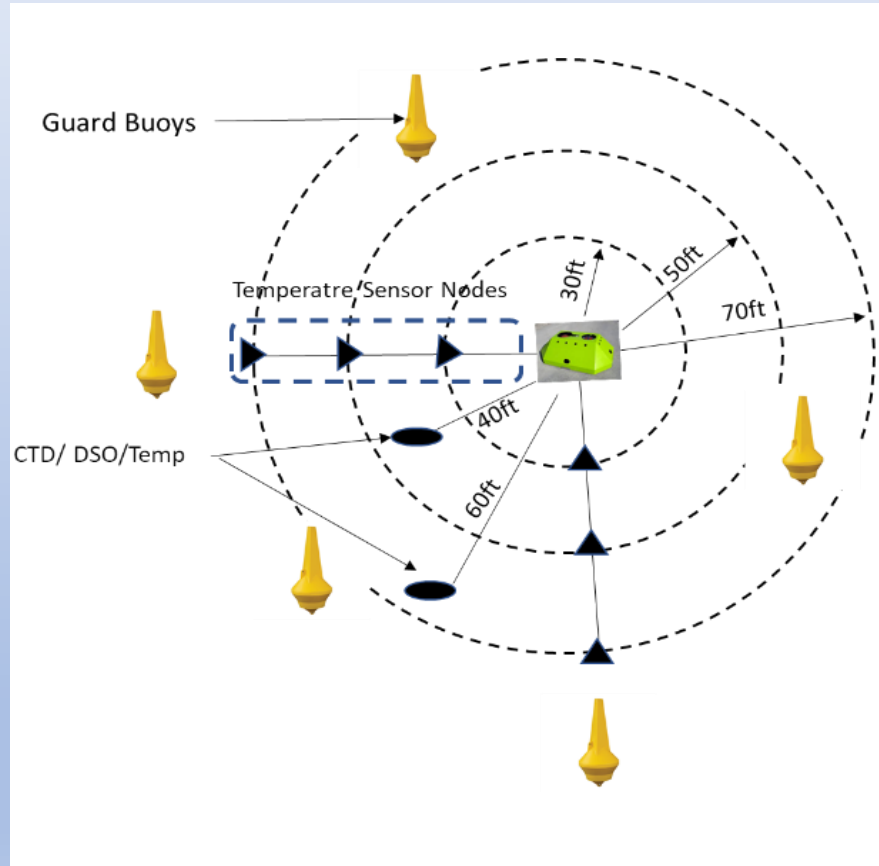 Guard Buoys
Temperatre Sensor Nodes
30ft
50ft
70ft
40ft
CTD/ DSO/Temp
60ft